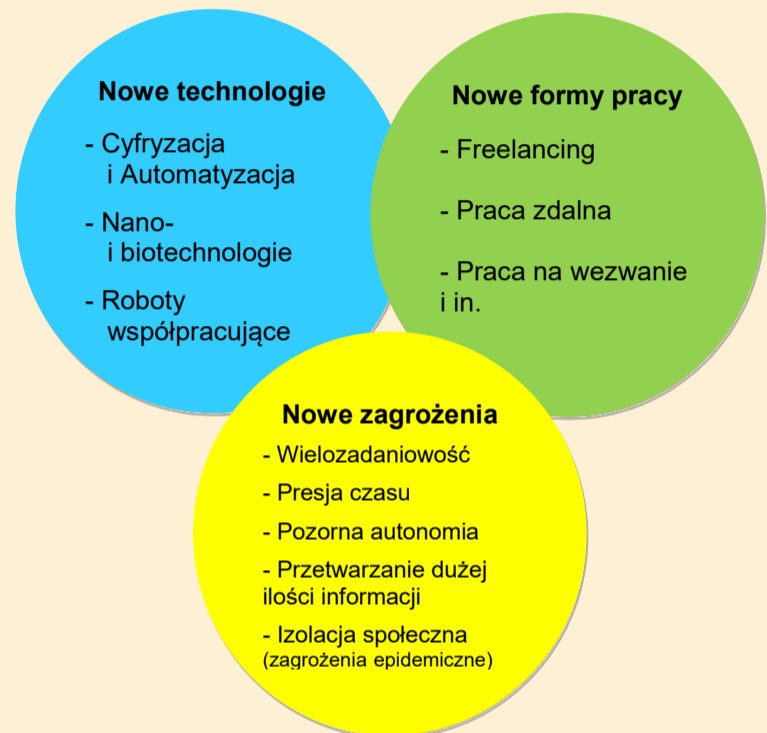 Nowe technologie
- Cyfryzacja
i Automatyzacja
- Nano-
i biotechnologie
- Roboty
współpracujące
Nowe formy pracy
- Freelancing
- Praca zdalna
- Praca na wezwanie
i in.
Nowe zagrożenia
- Wielozadaniowość
- Presja czasu
- Pozorna autonomia
- Przetwarzanie dużej
ilości informacji
- Izolacja społeczna
(zagrożenia epidemiczne)